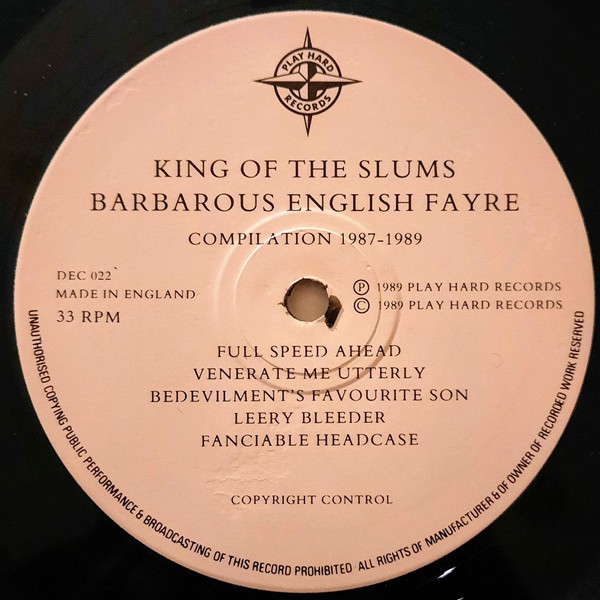 PLAY HARD
RECORDS
KING OF THE SLUMS
BARBAROUS ENGLISH FAYRE
COMPILATION 1987-1989
DEC 022
MADE IN ENGLAND
33 RPM
Ⓟ 1989 PLAY HARD RECORDS
© 1989 PLAY HARD RECORDS
FULL SPEED AHEAD
VENERATE ME UTTERLY
BEDEVILMENT'S FAVOURITE SON
LEERY BLEEDER
FANCIABLE HEADCASE
COPYRIGHT CONTROL
UNAUTHORISED COPYING PUBLIC PERFORMANCE & BROADCASTING OF THIS RECORD PROHIBITED ALL RIGHTS OF MANUFACTURER & OF OWNER OF RECORDED WORK RESERVED